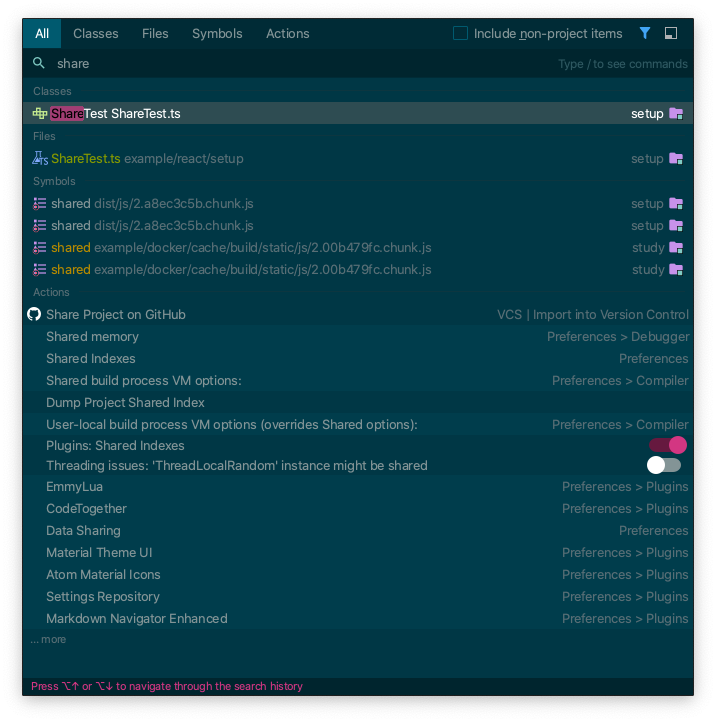 All Classes Files Symbols Actions Include non-project items
share Type / to see commands
Classes
ShareTest ShareTest.ts setup
Files
ShareTest.ts example/react/setup setup
Symbols
shared dist/js/2.a8ec3c5b.chunk.js setup
shared dist/js/2.a8ec3c5b.chunk.js setup
shared example/docker/cache/build/static/js/2.00b479fc.chunk.js study
shared example/docker/cache/build/static/js/2.00b479fc.chunk.js study
Actions
Share Project on GitHub VCS | Import into Version Control
Shared memory Preferences > Debugger
Shared Indexes Preferences
Shared build process VM options: Preferences > Compiler
Dump Project Shared Index
User-local build process VM options (overrides Shared options): Preferences > Compiler
Plugins: Shared Indexes
Threading issues: 'ThreadLocalRandom' instance might be shared
EmmyLua Preferences > Plugins
CodeTogether Preferences > Plugins
Data Sharing Preferences
Material Theme UI Preferences > Plugins
Atom Material Icons Preferences > Plugins
Settings Repository Preferences > Plugins
Markdown Navigator Enhanced Preferences > Plugins
... more
Press ⌥↑ or ⌥↓ to navigate through the search history